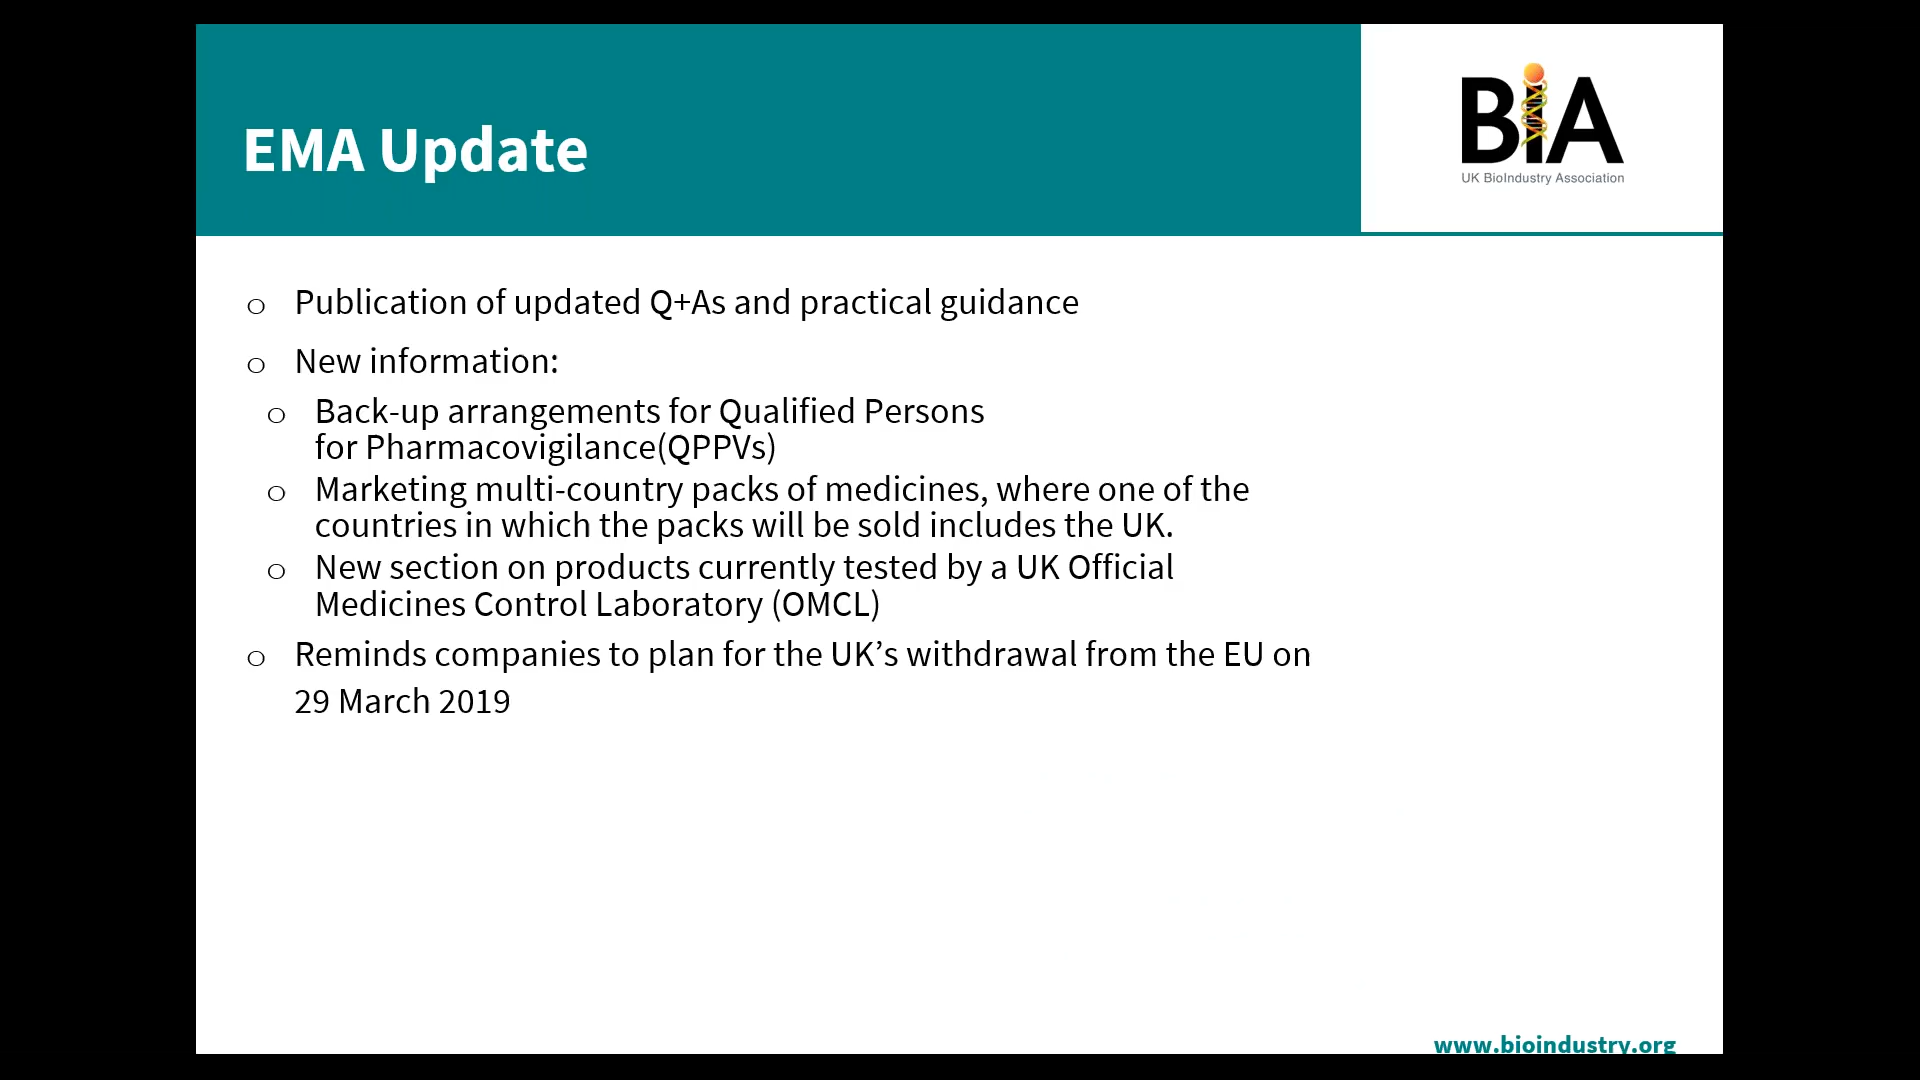 EMA Update
BiA
UK BioIndustry Association
o Publication of updated Q+As and practical guidance
o New information:
o Back-up arrangements for Qualified Persons
for Pharmacovigilance(QPPVs)
o Marketing multi-country packs of medicines, where one of the
countries in which the packs will be sold includes the UK.
o New section on products currently tested by a UK Official
Medicines Control Laboratory (OMCL)
o Reminds companies to plan for the UK’s withdrawal from the EU on
29 March 2019
www.bioindustry.org